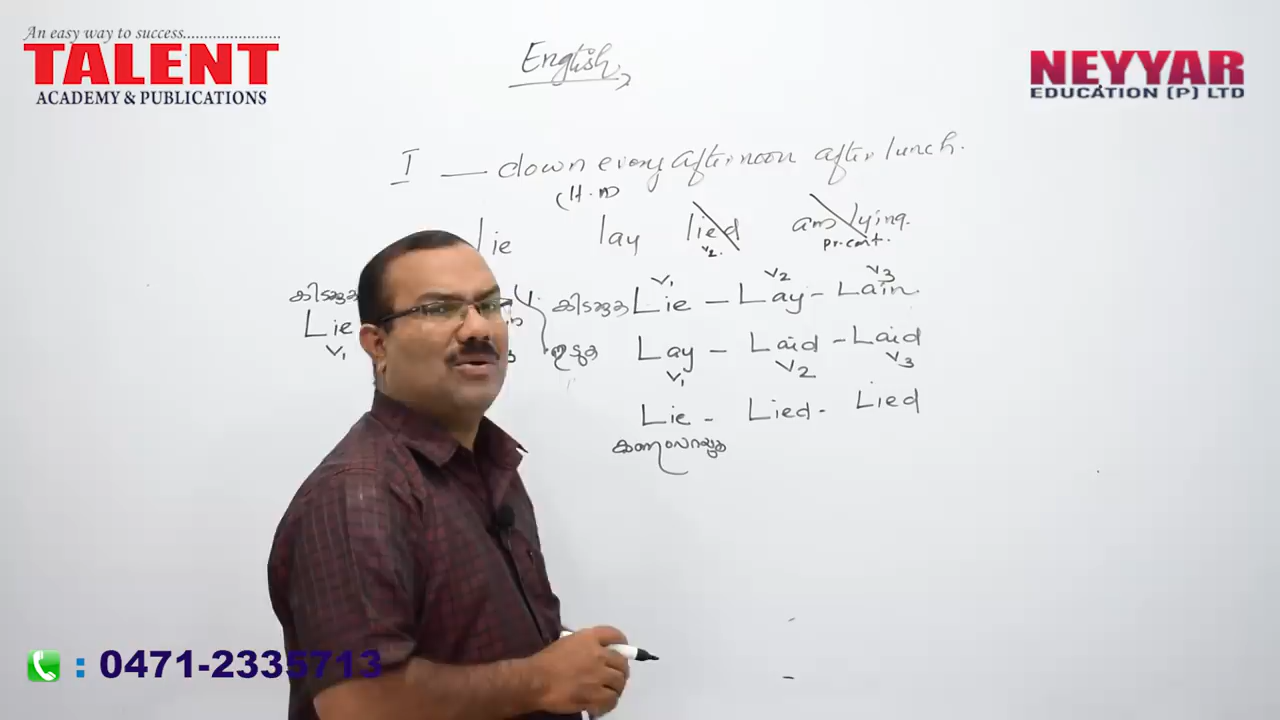 An easy way to success........................
TALENT
ACADEMY & PUBLICATIONS
NEYYAR
EDUCATION (P) LTD
English
I — down every afternoon after lunch.
(H.A)
lie lay lied am lying.
V2. pr.cont.
V1 V2 V3
കിടക്കുക Lie – Lay – Lain
കിടക്കുക
Lie
V1
ഇടുക Lay – Laid – Laid
V1 V2 V3
Lie – Lied – Lied
: 0471-2335713